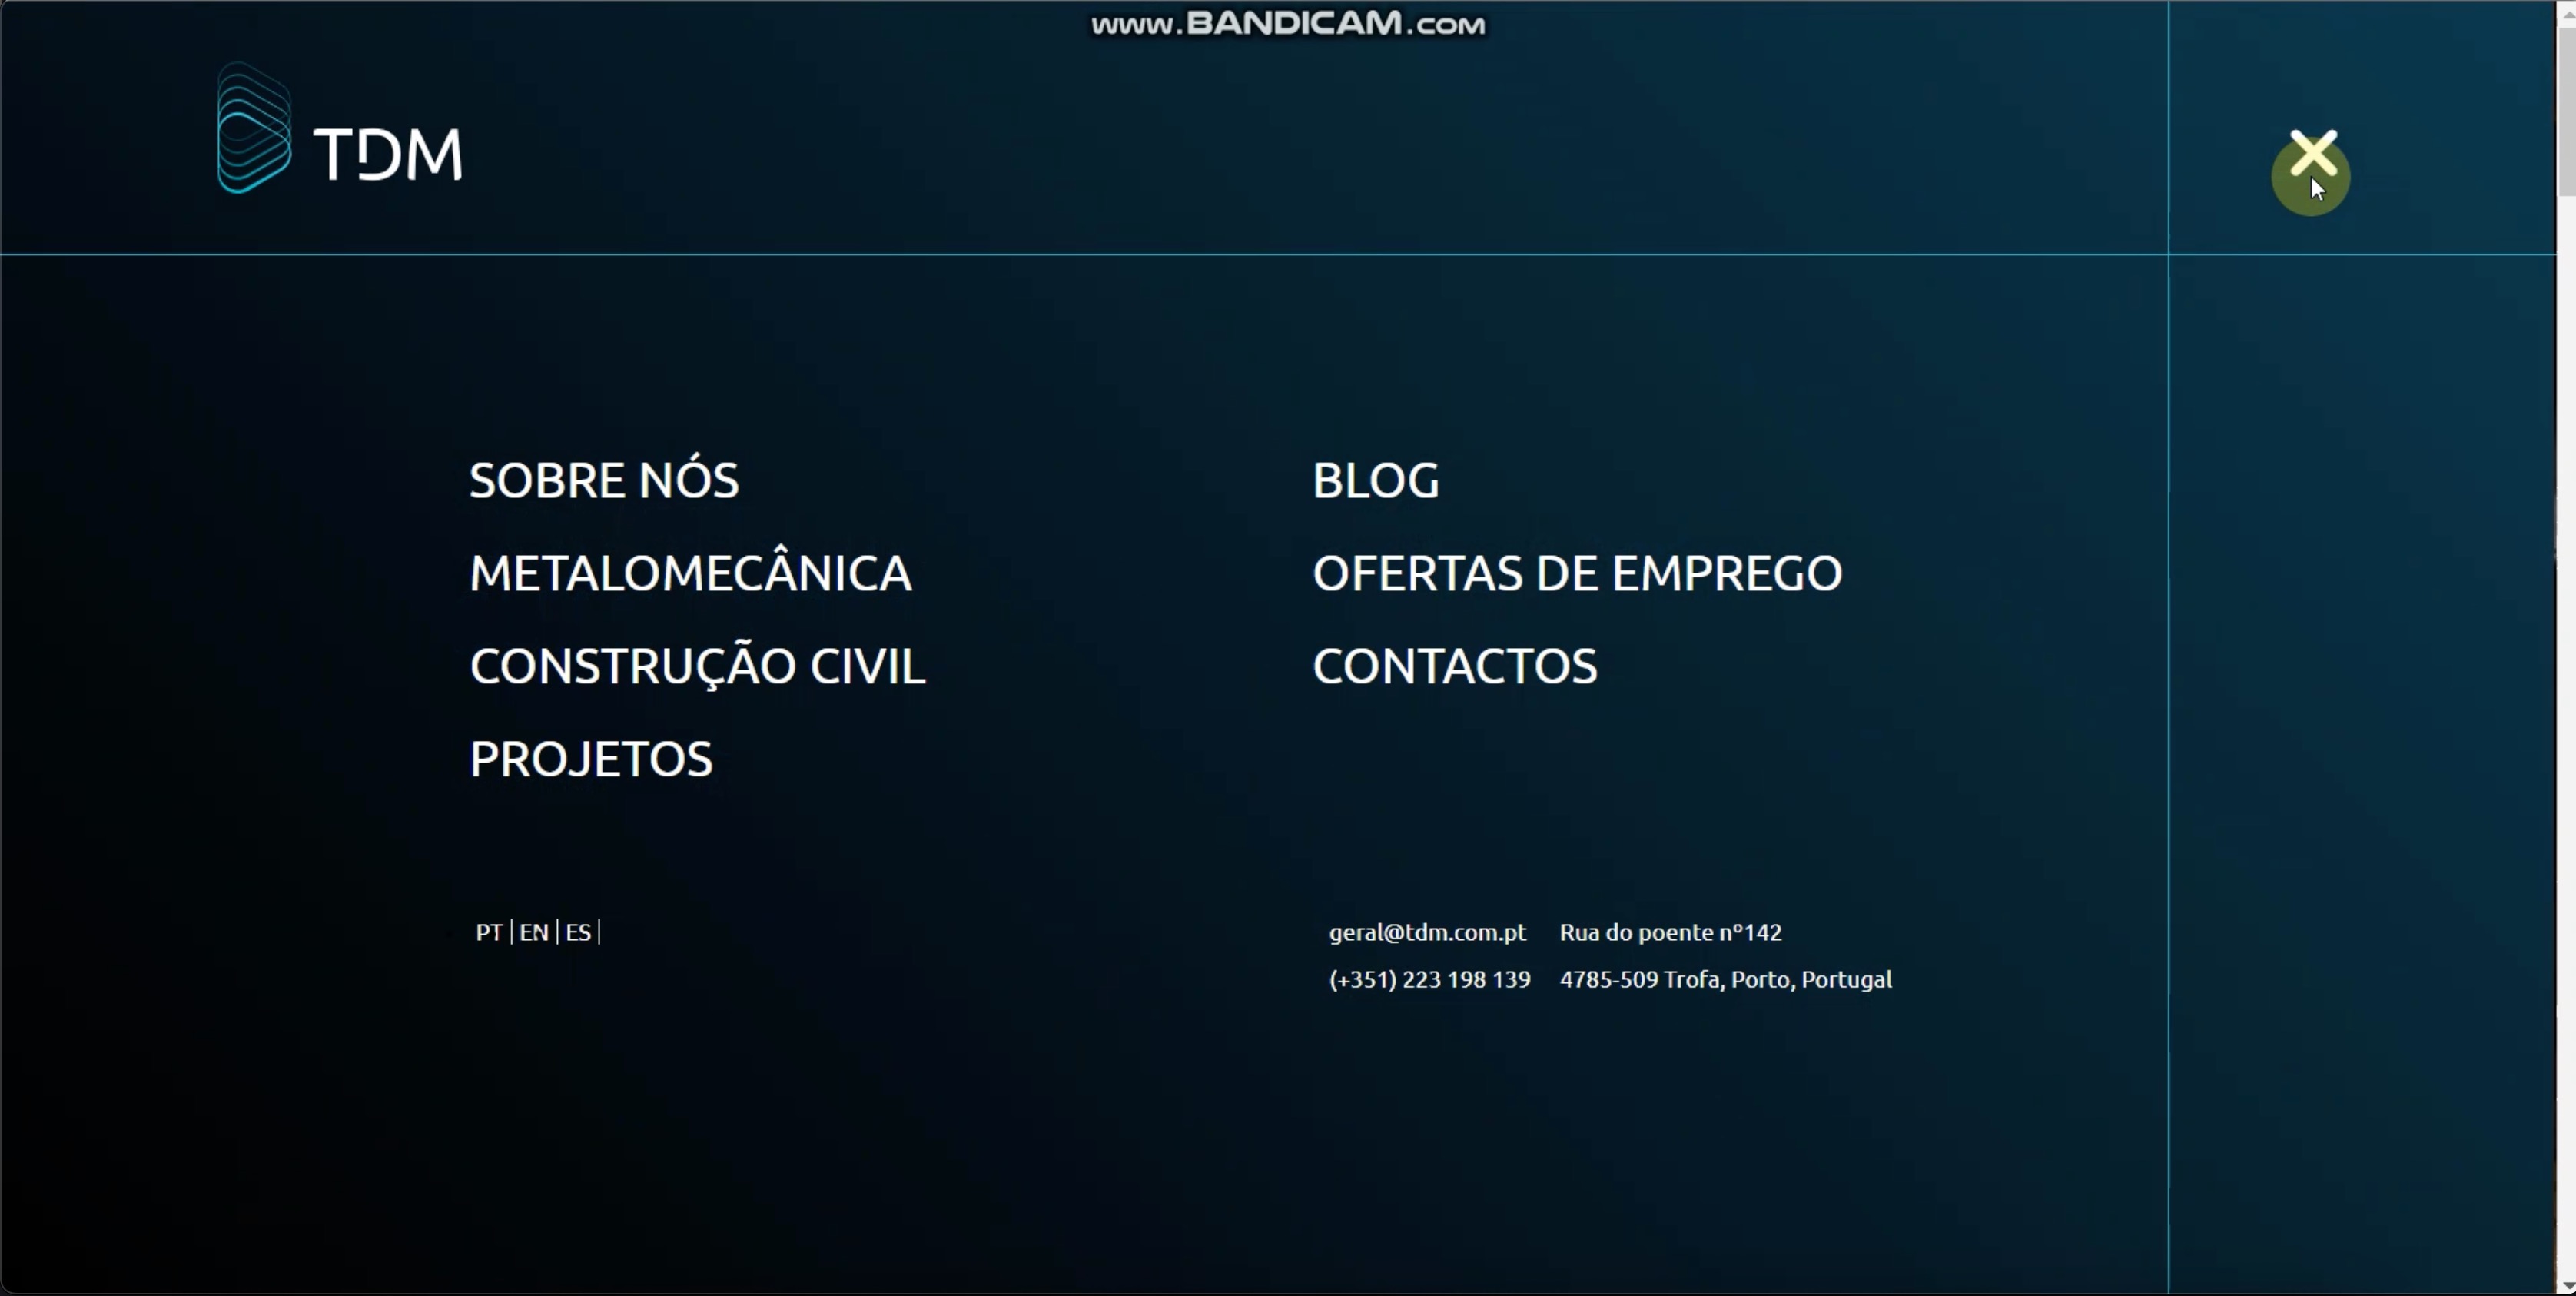 www.BANDICAM.com
TDM
SOBRE NÓS
METALOMECÂNICA
CONSTRUÇÃO CIVIL
PROJETOS
BLOG
OFERTAS DE EMPREGO
CONTACTOS
PT | EN | ES |
geral@tdm.com.pt
(+351) 223 198 139
Rua do poente nº142
4785-509 Trofa, Porto, Portugal